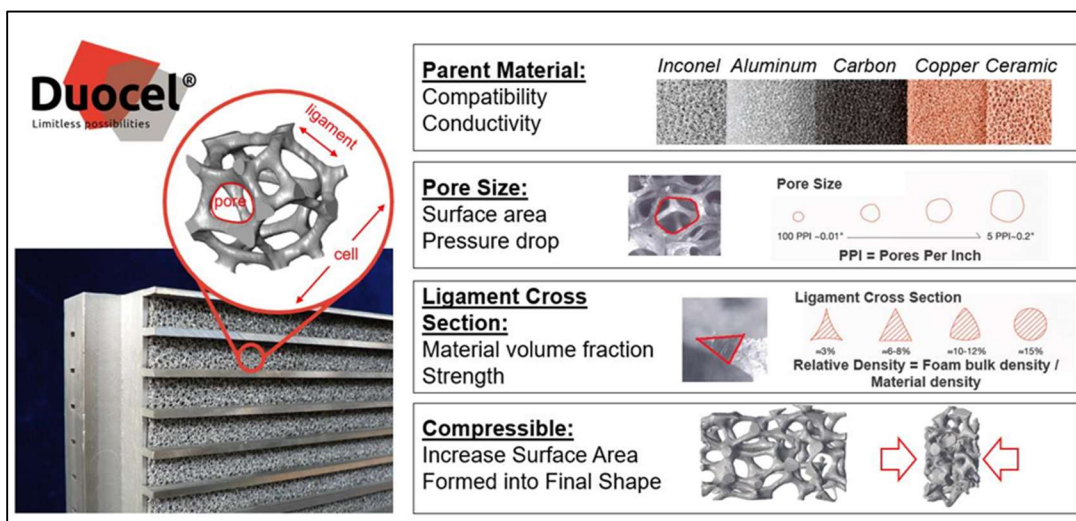 Duocel®
Limitless possibilities
ligament
pore
cell
Parent Material:
Compatibility
Conductivity
Inconel Aluminum Carbon Copper Ceramic
Pore Size:
Surface area
Pressure drop
Pore Size
100 PPI ~0.01" 5 PPI~0.2"
PPI = Pores Per Inch
Ligament Cross
Section:
Material volume fraction
Strength
Ligament Cross Section
≈3% ≈6-8% ≈10-12% ≈15%
Relative Density = Foam bulk density /
Material density
Compressible:
Increase Surface Area
Formed into Final Shape